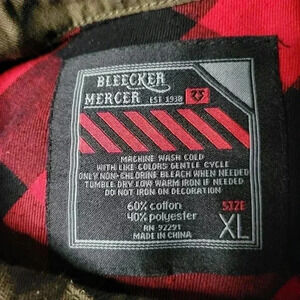 BLEECKER
MERCER EST 1930
MACHINE WASH COLD
WITH LIKE COLORS GENTLE CYCLE
ONLY NON-CHLORINE BLEACH WHEN NEEDED
TUMBLE DRY LOW WARM IRON IF NEEDED
DO NOT IRON ON DECORATION
60% cotton
40% polyester
SIZE
XL
RN 92291
MADE IN CHINA